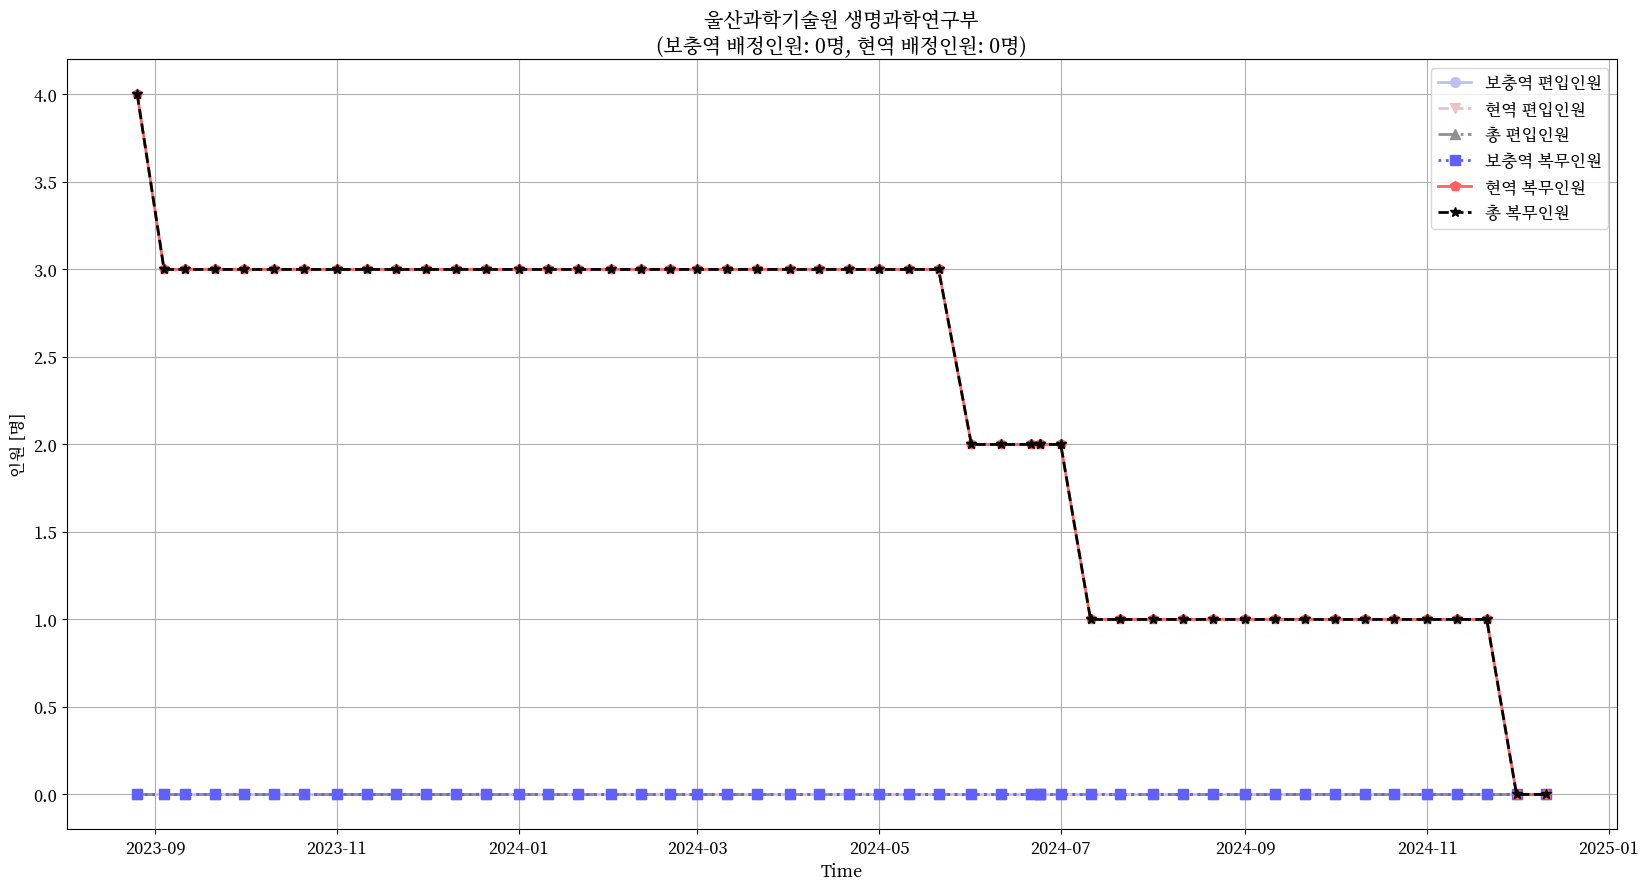 울산과학기술원 생명과학연구부
(보충역 배정인원: 0명, 현역 배정인원: 0명)
보충역 편입인원
현역 편입인원
총 편입인원
보충역 복무인원
현역 복무인원
총 복무인원
인원 [명]
4.0
3.5
3.0
2.5
2.0
1.5
1.0
0.5
0.0
2023-09
2023-11
2024-01
2024-03
2024-05
2024-07
2024-09
2024-11
2025-01
Time